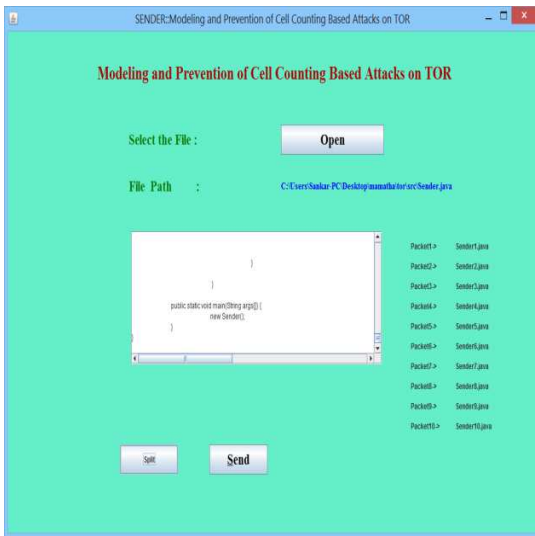 SENDER::Modeling and Prevention of Cell Counting Based Attacks on TOR
Modeling and Prevention of Cell Counting Based Attacks on TOR
Select the File :
Open
File Path :
C:\Users\Sankar-PC\Desktop\mamatha\tor\src\Sender.java
}
}
public static void main(String args[]) {
new Sender();
}
}
Packet1-> Sender1.java
Packet2-> Sender2.java
Packet3-> Sender3.java
Packet4-> Sender4.java
Packet5-> Sender5.java
Packet6-> Sender6.java
Packet7-> Sender7.java
Packet8-> Sender8.java
Packet9-> Sender9.java
Packet10-> Sender10.java
Split
Send